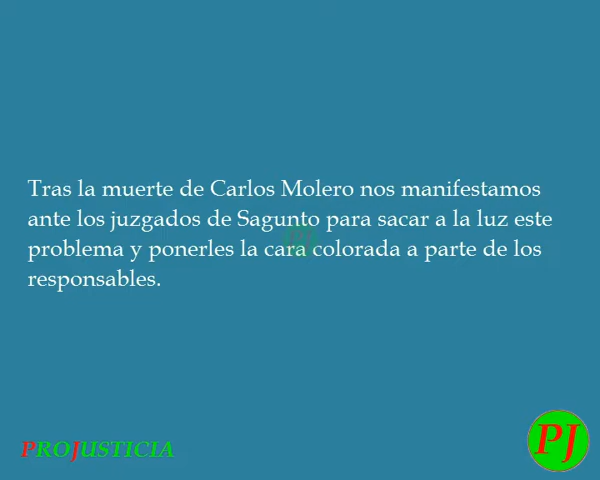 Tras la muerte de Carlos Molero nos manifestamos
ante los juzgados de Sagunto para sacar a la luz este
problema y ponerles la cara colorada a parte de los
responsables.
PROJUSTICIA
PJ